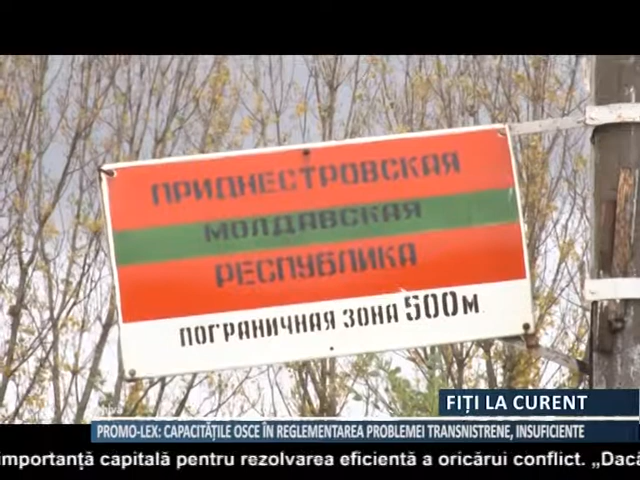 ПРИДНЕСТРОВСКАЯ
МОЛДАВСКАЯ
РЕСПУБЛИКА
ПОГРАНИЧНАЯ ЗОНА 500М
FIȚI LA CURENT
PROMO-LEX: CAPACITĂȚILE OSCE ÎN REGLEMENTAREA PROBLEMEI TRANSNISTRENE, INSUFICIENTE
importanță capitală pentru rezolvarea eficientă a oricărui conflict. „Dacă